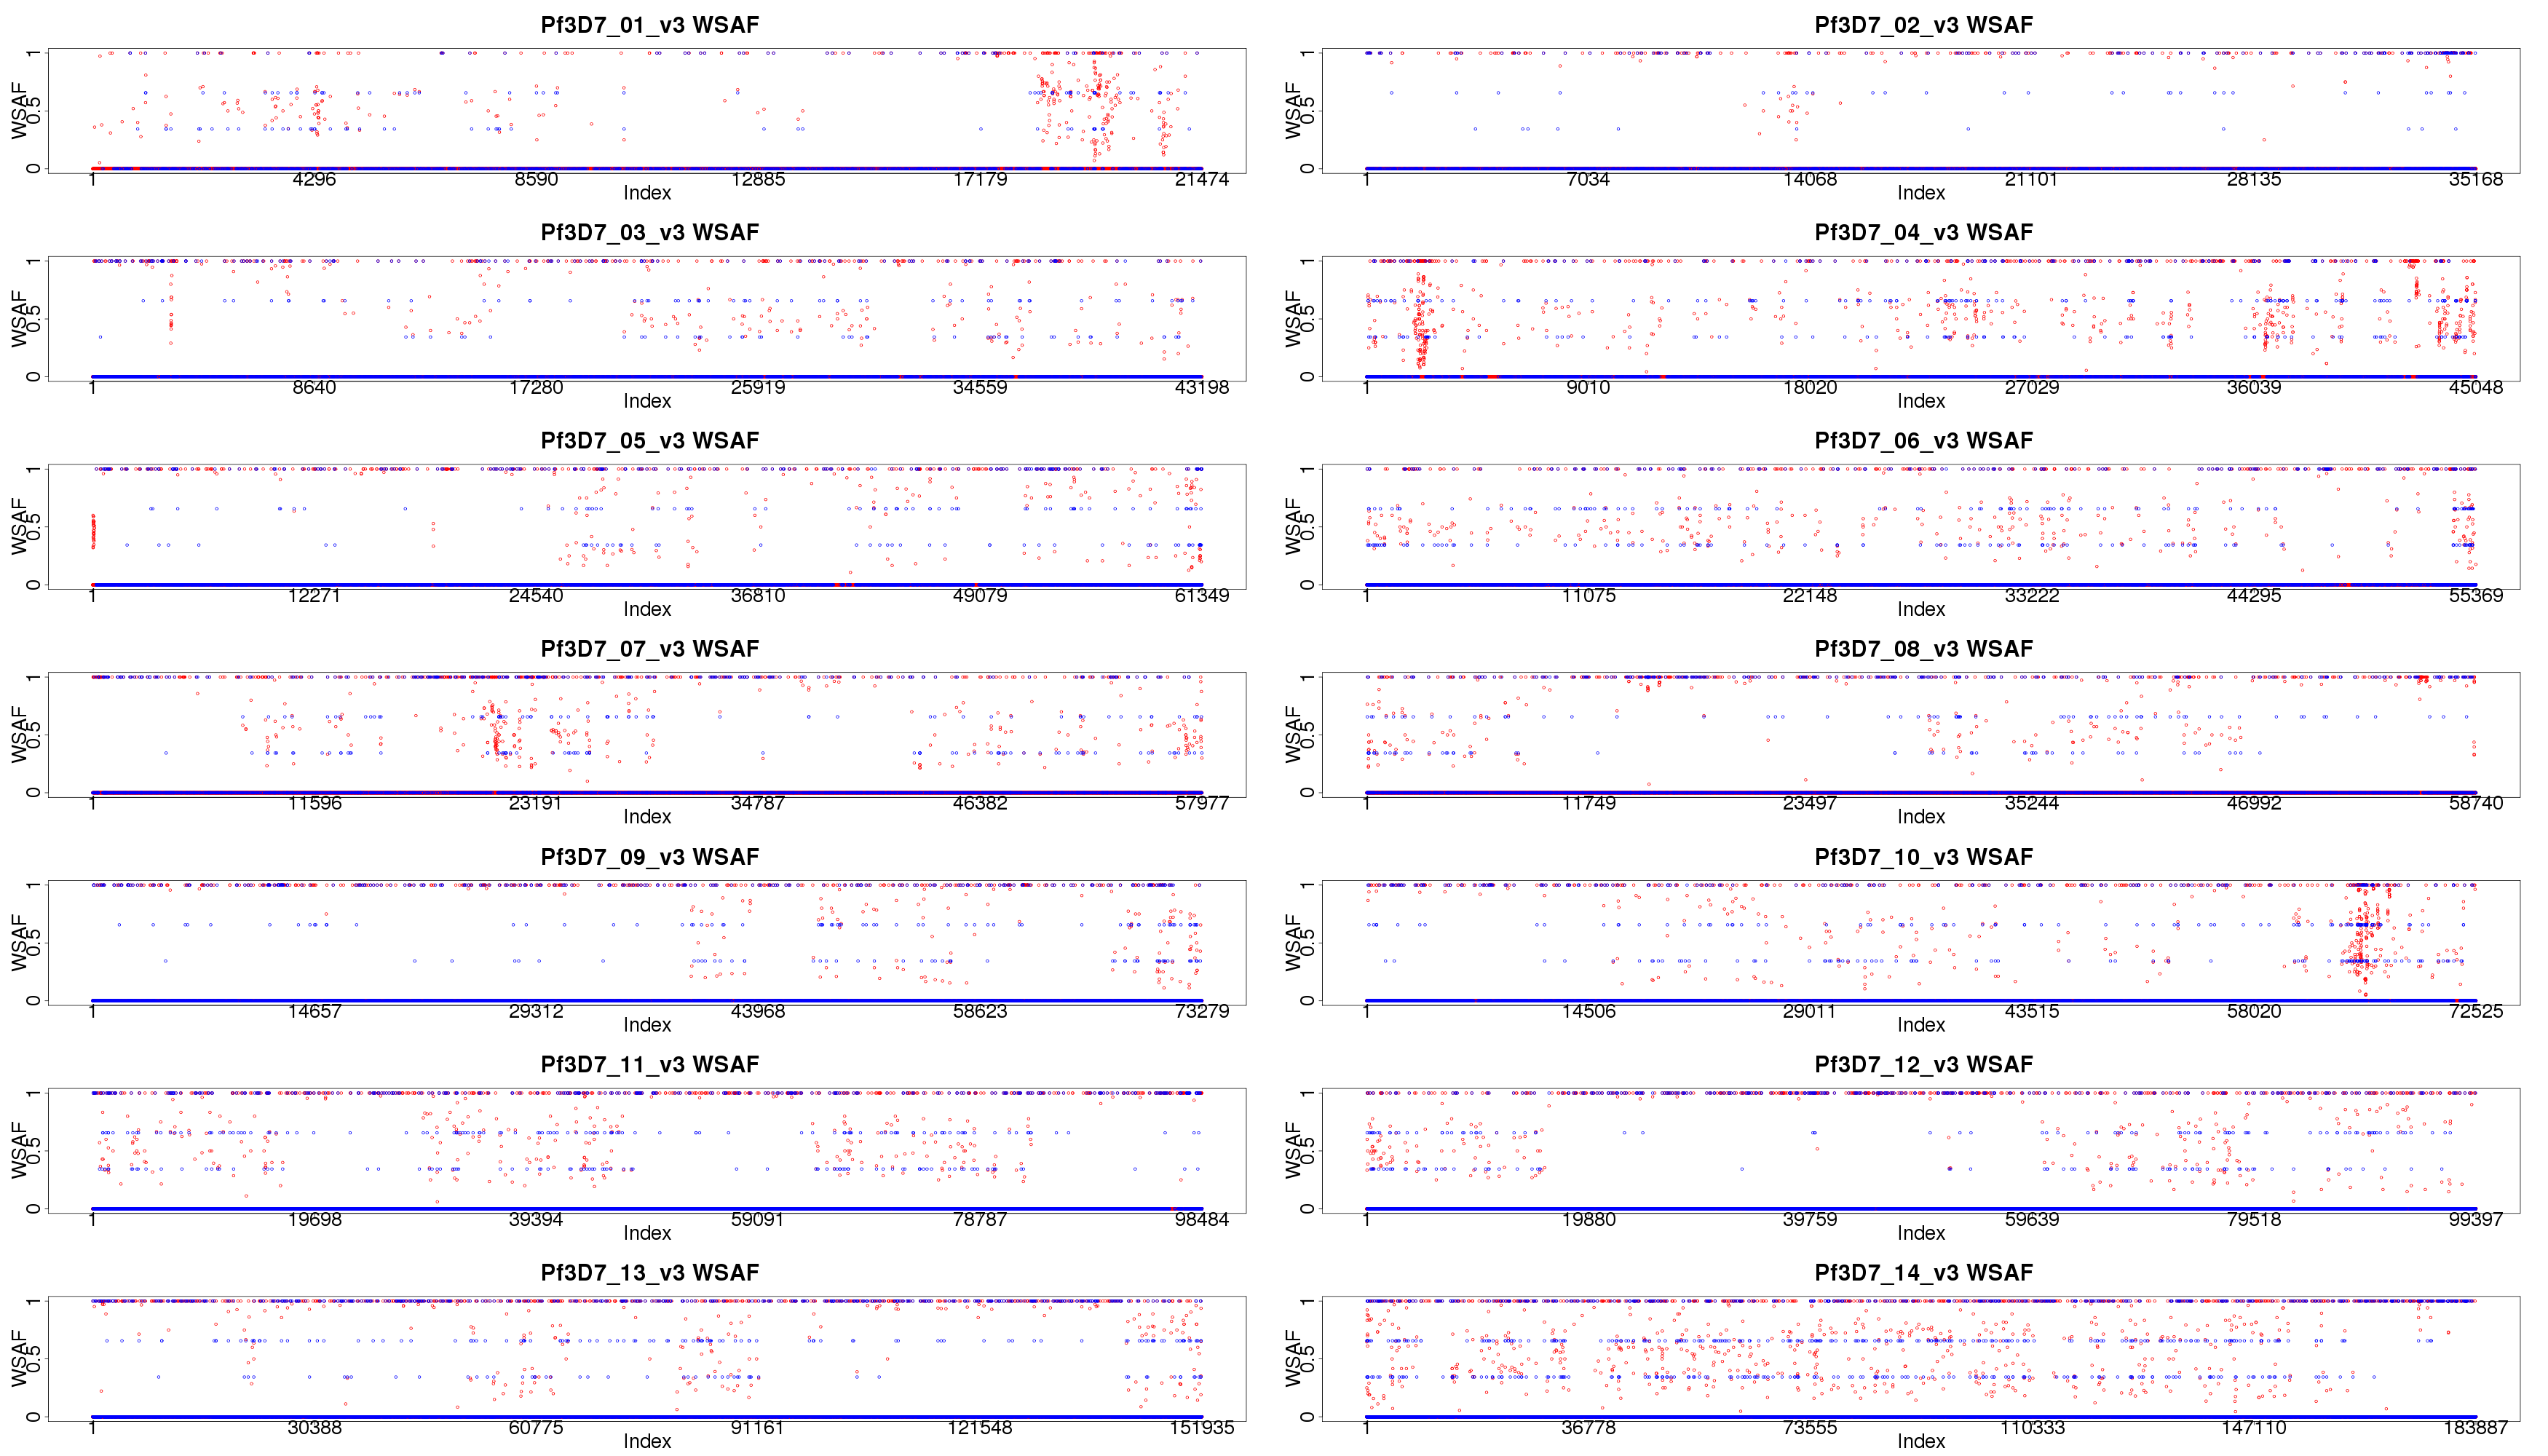 Pf3D7_01_v3 WSAF
WSAF
0 0.5 1
1 4296 8590 12885 17179 21474
Index
Pf3D7_02_v3 WSAF
WSAF
0 0.5 1
1 7034 14068 21101 28135 35168
Index
Pf3D7_03_v3 WSAF
WSAF
0 0.5 1
1 8640 17280 25919 34559 43198
Index
Pf3D7_04_v3 WSAF
WSAF
0 0.5 1
1 9010 18020 27029 36039 45048
Index
Pf3D7_05_v3 WSAF
WSAF
0 0.5 1
1 12271 24540 36810 49079 61349
Index
Pf3D7_06_v3 WSAF
WSAF
0 0.5 1
1 11075 22148 33222 44295 55369
Index
Pf3D7_07_v3 WSAF
WSAF
0 0.5 1
1 11596 23191 34787 46382 57977
Index
Pf3D7_08_v3 WSAF
WSAF
0 0.5 1
1 11749 23497 35244 46992 58740
Index
Pf3D7_09_v3 WSAF
WSAF
0 0.5 1
1 14657 29312 43968 58623 73279
Index
Pf3D7_10_v3 WSAF
WSAF
0 0.5 1
1 14506 29011 43515 58020 72525
Index
Pf3D7_11_v3 WSAF
WSAF
0 0.5 1
1 19698 39394 59091 78787 98484
Index
Pf3D7_12_v3 WSAF
WSAF
0 0.5 1
1 19880 39759 59639 79518 99397
Index
Pf3D7_13_v3 WSAF
WSAF
0 0.5 1
1 30388 60775 91161 121548 151935
Index
Pf3D7_14_v3 WSAF
WSAF
0 0.5 1
1 36778 73555 110333 147110 183887
Index